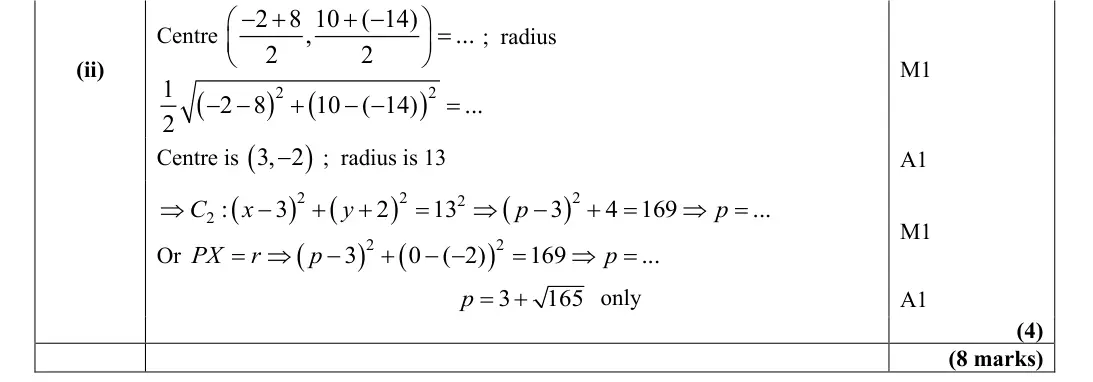 Centre (−2+8/2, 10+(−14)/2) = ... ; radius
(ii)
M1
1/2 √((−2−8)² + (10−(−14))²) = ...
Centre is (3, −2) ; radius is 13
A1
⇒ C₂ : (x−3)² + (y+2)² = 13² ⇒ (p−3)² + 4 = 169 ⇒ p = ...
M1
Or PX = r ⇒ (p−3)² + (0−(−2))² = 169 ⇒ p = ...
p = 3 + √165 only
A1
(4)
(8 marks)